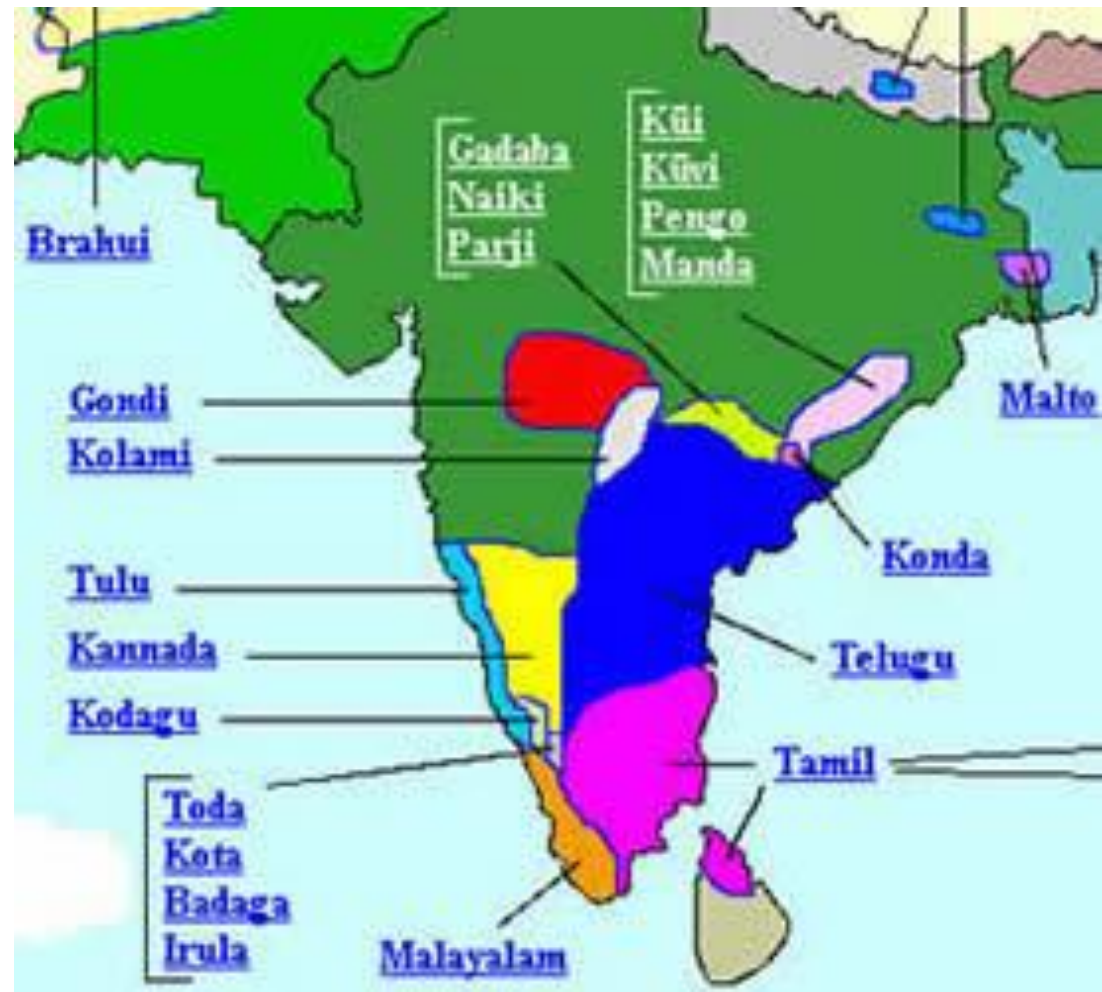 Gadaba
Naiki
Parji
Kūi
Kūvi
Pengo
Manda
Brahui
Gondi
Kolami
Malto
Konda
Tulu
Kannada
Kodagu
Telugu
Tamil
Toda
Kota
Badaga
Irula
Malayalam